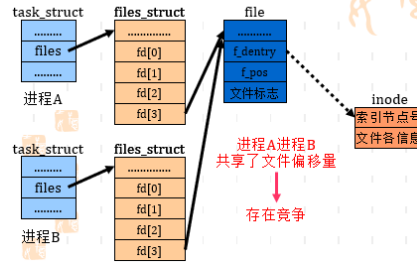 task_struct
.........
files
.........
进程A
files_struct
..............
fd[0]
fd[1]
fd[2]
fd[3]
file
...........
f_dentry
f_pos
文件标志
inode
索引节点号
文件各信息
进程A进程B
共享了文件偏移量
存在竞争
task_struct
.........
files
.........
进程B
files_struct
fd[0]
fd[1]
fd[2]
fd[3]